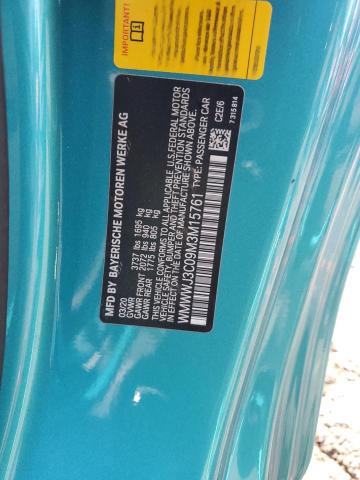 IMPORTANT!
MFD BY BAYERISCHE MOTOREN WERKE AG
03/20
GVWR 3737 lbs 1695 kg
GAWR FRONT 2072 lbs 940 kg
GAWR REAR 1775 lbs 805 kg
THIS VEHICLE CONFORMS TO ALL APPLICABLE U.S.FEDERAL MOTOR
VEHICLE SAFETY, BUMPER AND THEFT PREVENTION STANDARDS
IN EFFECT ON THE DATE OF MANUFACTURE SHOWN ABOVE.
WMWWJ3C09M3M15761 TYPE: PASSENGER CAR
C2E/6
7 315 814